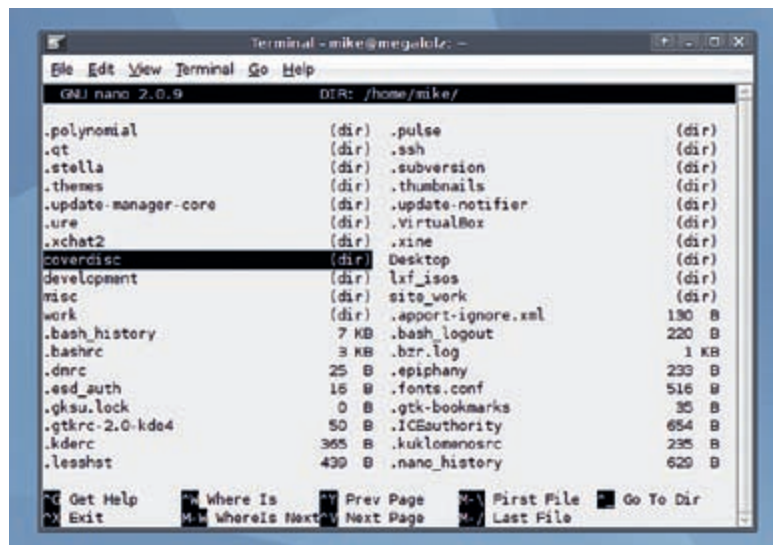 Terminal - mike@megalolz: ~
File Edit View Terminal Go Help
GNU nano 2.0.9 DIR: /home/mike/
.polynomial (dir) .pulse (dir)
.qt (dir) .ssh (dir)
.stella (dir) .subversion (dir)
.themes (dir) .thumbnails (dir)
.update-manager-core (dir) .update-notifier (dir)
.ure (dir) .VirtualBox (dir)
.xchat2 (dir) .xine (dir)
coverdisc (dir) Desktop (dir)
development (dir) lxf_isos (dir)
misc (dir) site_work (dir)
work (dir) .apport-ignore.xml 130 B
.bash_history 7 KB .bash_logout 220 B
.bashrc 3 KB .bzr.log 1 KB
.dmrc 25 B .epiphany 233 B
.esd_auth 16 B .fonts.conf 516 B
.gksu.lock 0 B .gtk-bookmarks 35 B
.gtkrc-2.0-kde4 50 B .ICEauthority 654 B
.kderc 365 B .kuklomenosrc 235 B
.lesshst 439 B .nano_history 629 B
^G Get Help ^W Where Is ^Y Prev Page M-\ First File ^_ Go To Dir
^X Exit M-W WhereIs Next ^V Next Page M-/ Last File